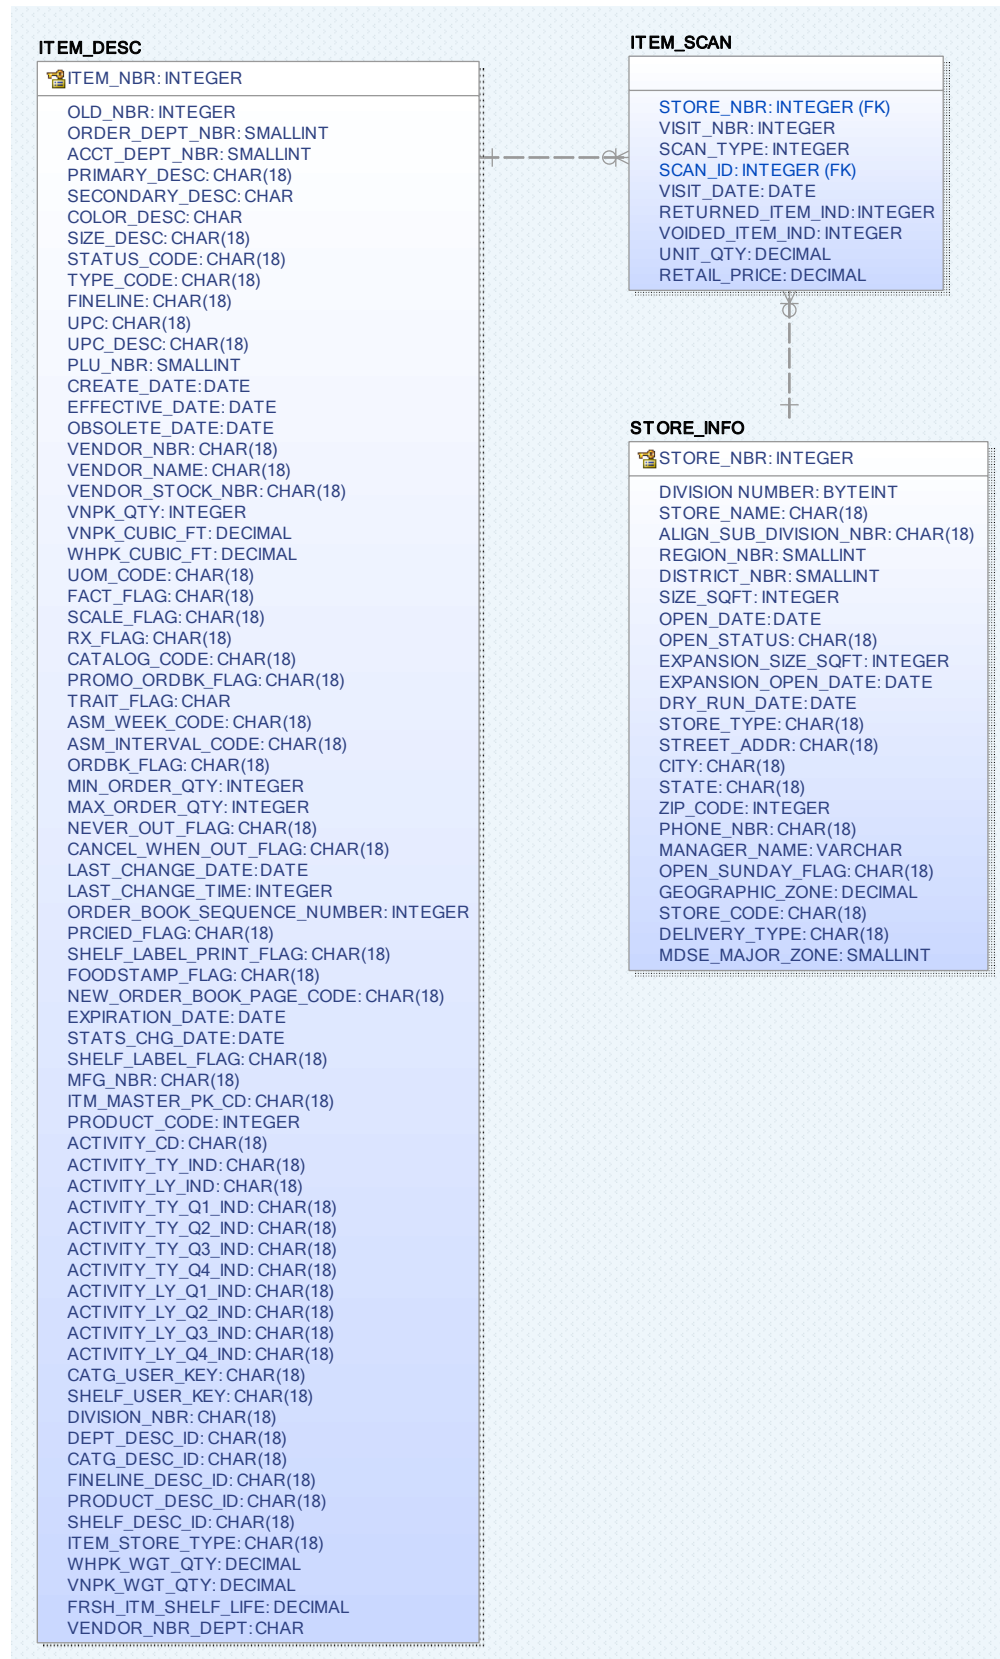 ITEM_DESC
ITEM_NBR: INTEGER
OLD_NBR: INTEGER
ORDER_DEPT_NBR: SMALLINT
ACCT_DEPT_NBR: SMALLINT
PRIMARY_DESC: CHAR(18)
SECONDARY_DESC: CHAR
COLOR_DESC: CHAR
SIZE_DESC: CHAR(18)
STATUS_CODE: CHAR(18)
TYPE_CODE: CHAR(18)
FINELINE: CHAR(18)
UPC: CHAR(18)
UPC_DESC: CHAR(18)
PLU_NBR: SMALLINT
CREATE_DATE: DATE
EFFECTIVE_DATE: DATE
OBSOLETE_DATE: DATE
VENDOR_NBR: CHAR(18)
VENDOR_NAME: CHAR(18)
VENDOR_STOCK_NBR: CHAR(18)
VNPK_QTY: INTEGER
VNPK_CUBIC_FT: DECIMAL
WHPK_CUBIC_FT: DECIMAL
UOM_CODE: CHAR(18)
FACT_FLAG: CHAR(18)
SCALE_FLAG: CHAR(18)
RX_FLAG: CHAR(18)
CATALOG_CODE: CHAR(18)
PROMO_ORDBK_FLAG: CHAR(18)
TRAIT_FLAG: CHAR
ASM_WEEK_CODE: CHAR(18)
ASM_INTERVAL_CODE: CHAR(18)
ORDBK_FLAG: CHAR(18)
MIN_ORDER_QTY: INTEGER
MAX_ORDER_QTY: INTEGER
NEVER_OUT_FLAG: CHAR(18)
CANCEL_WHEN_OUT_FLAG: CHAR(18)
LAST_CHANGE_DATE: DATE
LAST_CHANGE_TIME: INTEGER
ORDER_BOOK_SEQUENCE_NUMBER: INTEGER
PRCIED_FLAG: CHAR(18)
SHELF_LABEL_PRINT_FLAG: CHAR(18)
FOODSTAMP_FLAG: CHAR(18)
NEW_ORDER_BOOK_PAGE_CODE: CHAR(18)
EXPIRATION_DATE: DATE
STATS_CHG_DATE: DATE
SHELF_LABEL_FLAG: CHAR(18)
MFG_NBR: CHAR(18)
ITM_MASTER_PK_CD: CHAR(18)
PRODUCT_CODE: INTEGER
ACTIVITY_CD: CHAR(18)
ACTIVITY_TY_IND: CHAR(18)
ACTIVITY_LY_IND: CHAR(18)
ACTIVITY_TY_Q1_IND: CHAR(18)
ACTIVITY_TY_Q2_IND: CHAR(18)
ACTIVITY_TY_Q3_IND: CHAR(18)
ACTIVITY_TY_Q4_IND: CHAR(18)
ACTIVITY_LY_Q1_IND: CHAR(18)
ACTIVITY_LY_Q2_IND: CHAR(18)
ACTIVITY_LY_Q3_IND: CHAR(18)
ACTIVITY_LY_Q4_IND: CHAR(18)
CATG_USER_KEY: CHAR(18)
SHELF_USER_KEY: CHAR(18)
DIVISION_NBR: CHAR(18)
DEPT_DESC_ID: CHAR(18)
CATG_DESC_ID: CHAR(18)
FINELINE_DESC_ID: CHAR(18)
PRODUCT_DESC_ID: CHAR(18)
SHELF_DESC_ID: CHAR(18)
ITEM_STORE_TYPE: CHAR(18)
WHPK_WGT_QTY: DECIMAL
VNPK_WGT_QTY: DECIMAL
FRSH_ITM_SHELF_LIFE: DECIMAL
VENDOR_NBR_DEPT: CHAR
ITEM_SCAN
STORE_NBR: INTEGER (FK)
VISIT_NBR: INTEGER
SCAN_TYPE: INTEGER
SCAN_ID: INTEGER (FK)
VISIT_DATE: DATE
RETURNED_ITEM_IND: INTEGER
VOIDED_ITEM_IND: INTEGER
UNIT_QTY: DECIMAL
RETAIL_PRICE: DECIMAL
STORE_INFO
STORE_NBR: INTEGER
DIVISION NUMBER: BYTEINT
STORE_NAME: CHAR(18)
ALIGN_SUB_DIVISION_NBR: CHAR(18)
REGION_NBR: SMALLINT
DISTRICT_NBR: SMALLINT
SIZE_SQFT: INTEGER
OPEN_DATE: DATE
OPEN_STATUS: CHAR(18)
EXPANSION_SIZE_SQFT: INTEGER
EXPANSION_OPEN_DATE: DATE
DRY_RUN_DATE: DATE
STORE_TYPE: CHAR(18)
STREET_ADDR: CHAR(18)
CITY: CHAR(18)
STATE: CHAR(18)
ZIP_CODE: INTEGER
PHONE_NBR: CHAR(18)
MANAGER_NAME: VARCHAR
OPEN_SUNDAY_FLAG: CHAR(18)
GEOGRAPHIC_ZONE: DECIMAL
STORE_CODE: CHAR(18)
DELIVERY_TYPE: CHAR(18)
MDSE_MAJOR_ZONE: SMALLINT